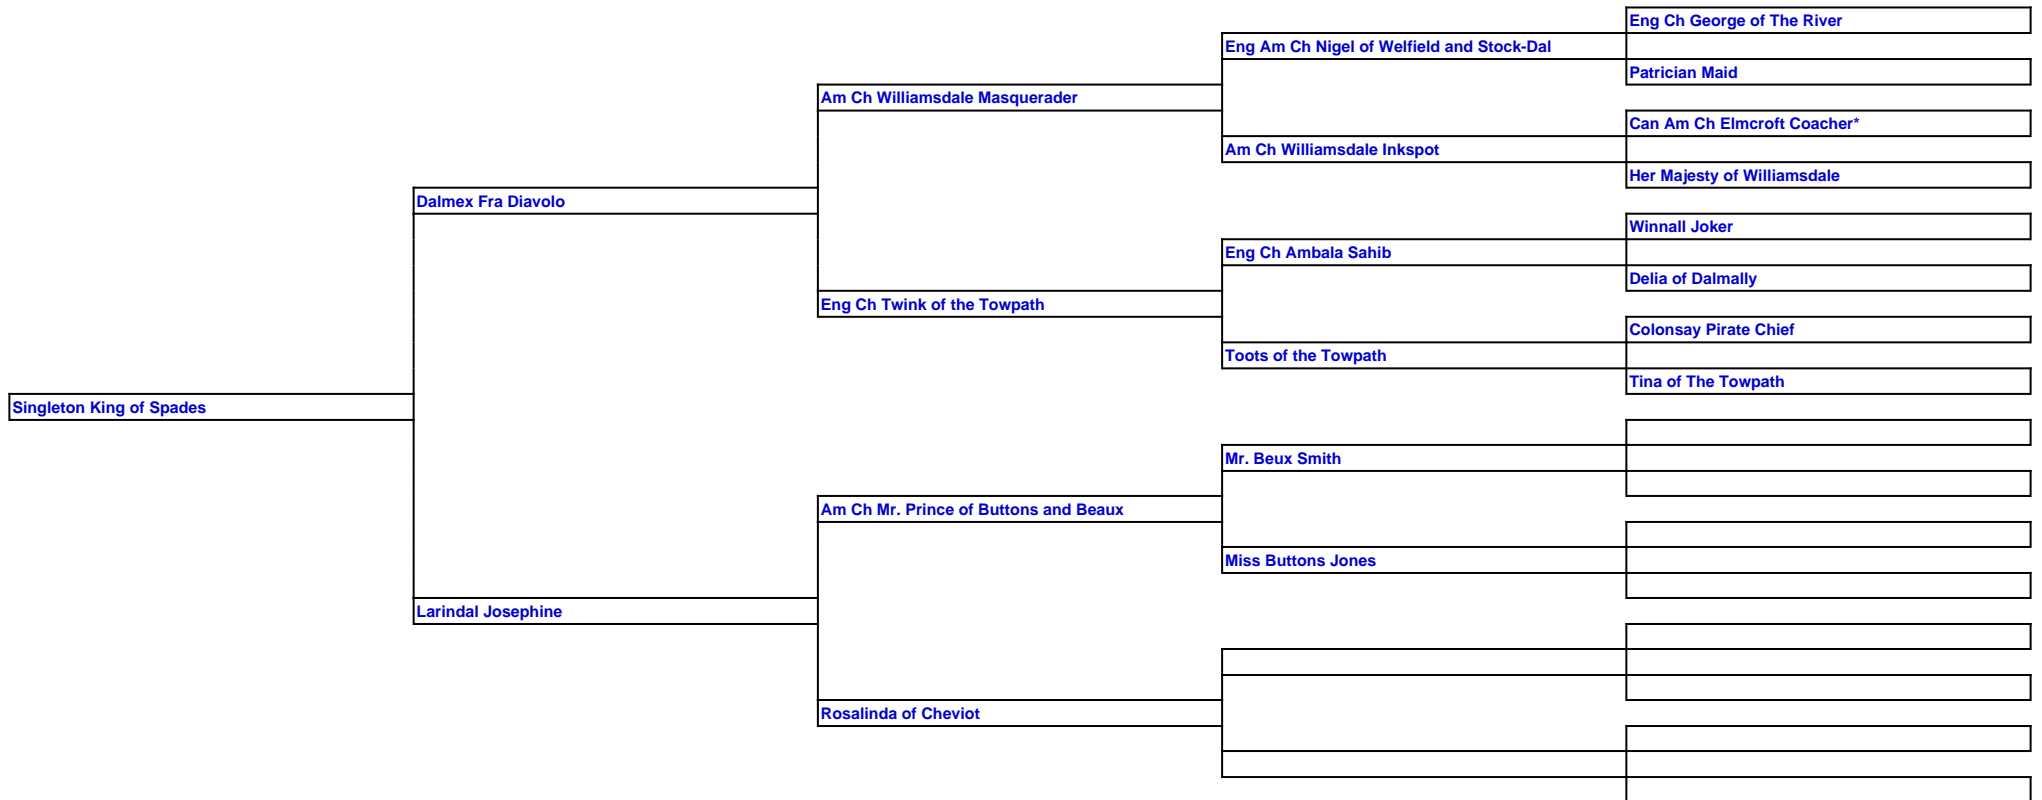 Eng Ch George of The River
Eng Am Ch Nigel of Welfield and Stock-Dal
Patrician Maid
Am Ch Williamsdale Masquerader
Can Am Ch Elmcroft Coacher*
Am Ch Williamsdale Inkspot
Her Majesty of Williamsdale
Dalmex Fra Diavolo
Winnall Joker
Eng Ch Ambala Sahib
Delia of Dalmally
Eng Ch Twink of the Towpath
Colonsay Pirate Chief
Toots of the Towpath
Tina of The Towpath
Singleton King of Spades
Mr. Beux Smith
Am Ch Mr. Prince of Buttons and Beaux
Miss Buttons Jones
Larindal Josephine
Rosalinda of Cheviot